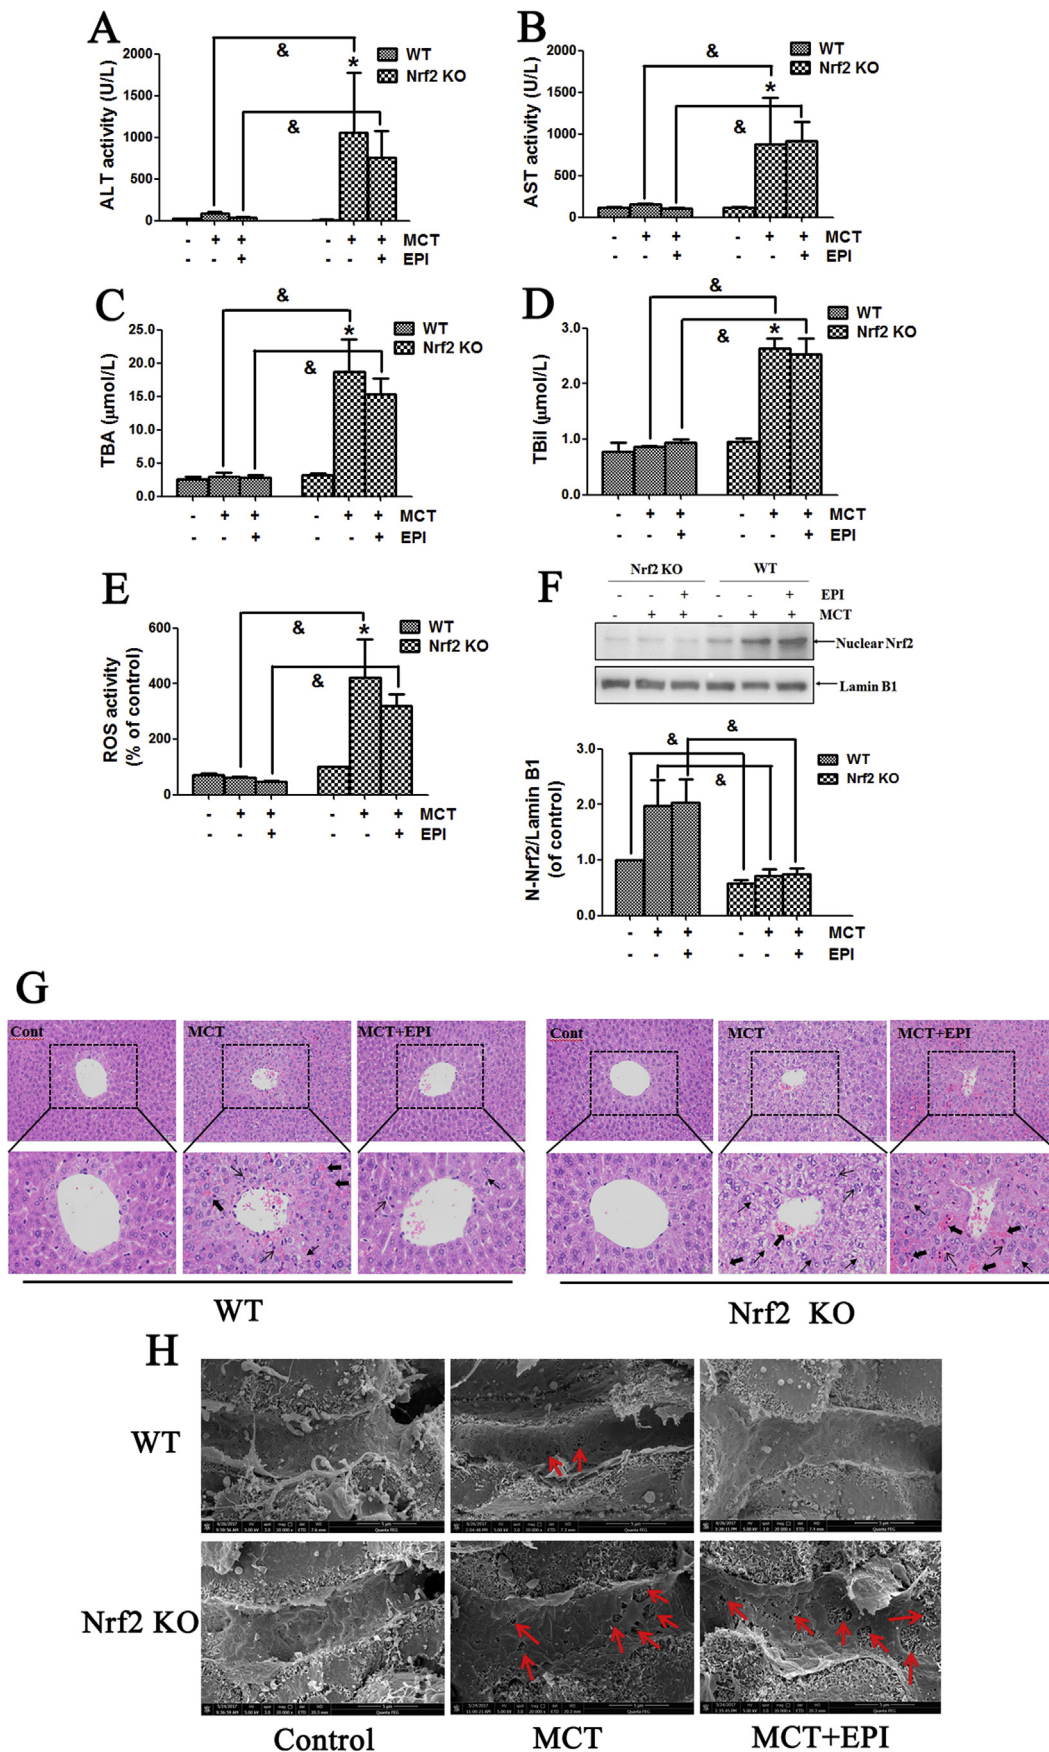 A
ALT activity (U/L)
2000
1500
1000
500
0
&
&
*
WT
Nrf2 KO
- + + - + + MCT
- - + - - + EPI
B
AST activity (U/L)
2000
1500
1000
500
0
&
&
*
WT
Nrf2 KO
- + + - + + MCT
- - + - - + EPI
C
TBA (μmol/L)
25.0
20.0
15.0
10.0
5.0
0.0
&
&
*
WT
Nrf2 KO
- + + - + + MCT
- - + - - + EPI
D
TBil (μmol/L)
3.0
2.0
1.0
0.0
&
&
*
WT
Nrf2 KO
- + + - + + MCT
- - + - - + EPI
E
ROS activity
(% of control)
600
400
200
0
&
&
*
WT
Nrf2 KO
- + + - + + MCT
- - + - - + EPI
F
Nrf2 KO WT
- - + - - + EPI
- + + - + + MCT
Nuclear Nrf2
Lamin B1
N-Nrf2/Lamin B1
(of control)
3.0
2.0
1.0
0.0
&
&
&
WT
Nrf2 KO
- + + - + + MCT
- - + - - + EPI
G
Cont MCT MCT+EPI Cont MCT MCT+EPI
WT Nrf2 KO
H
WT
Nrf2 KO
Control MCT MCT+EPI